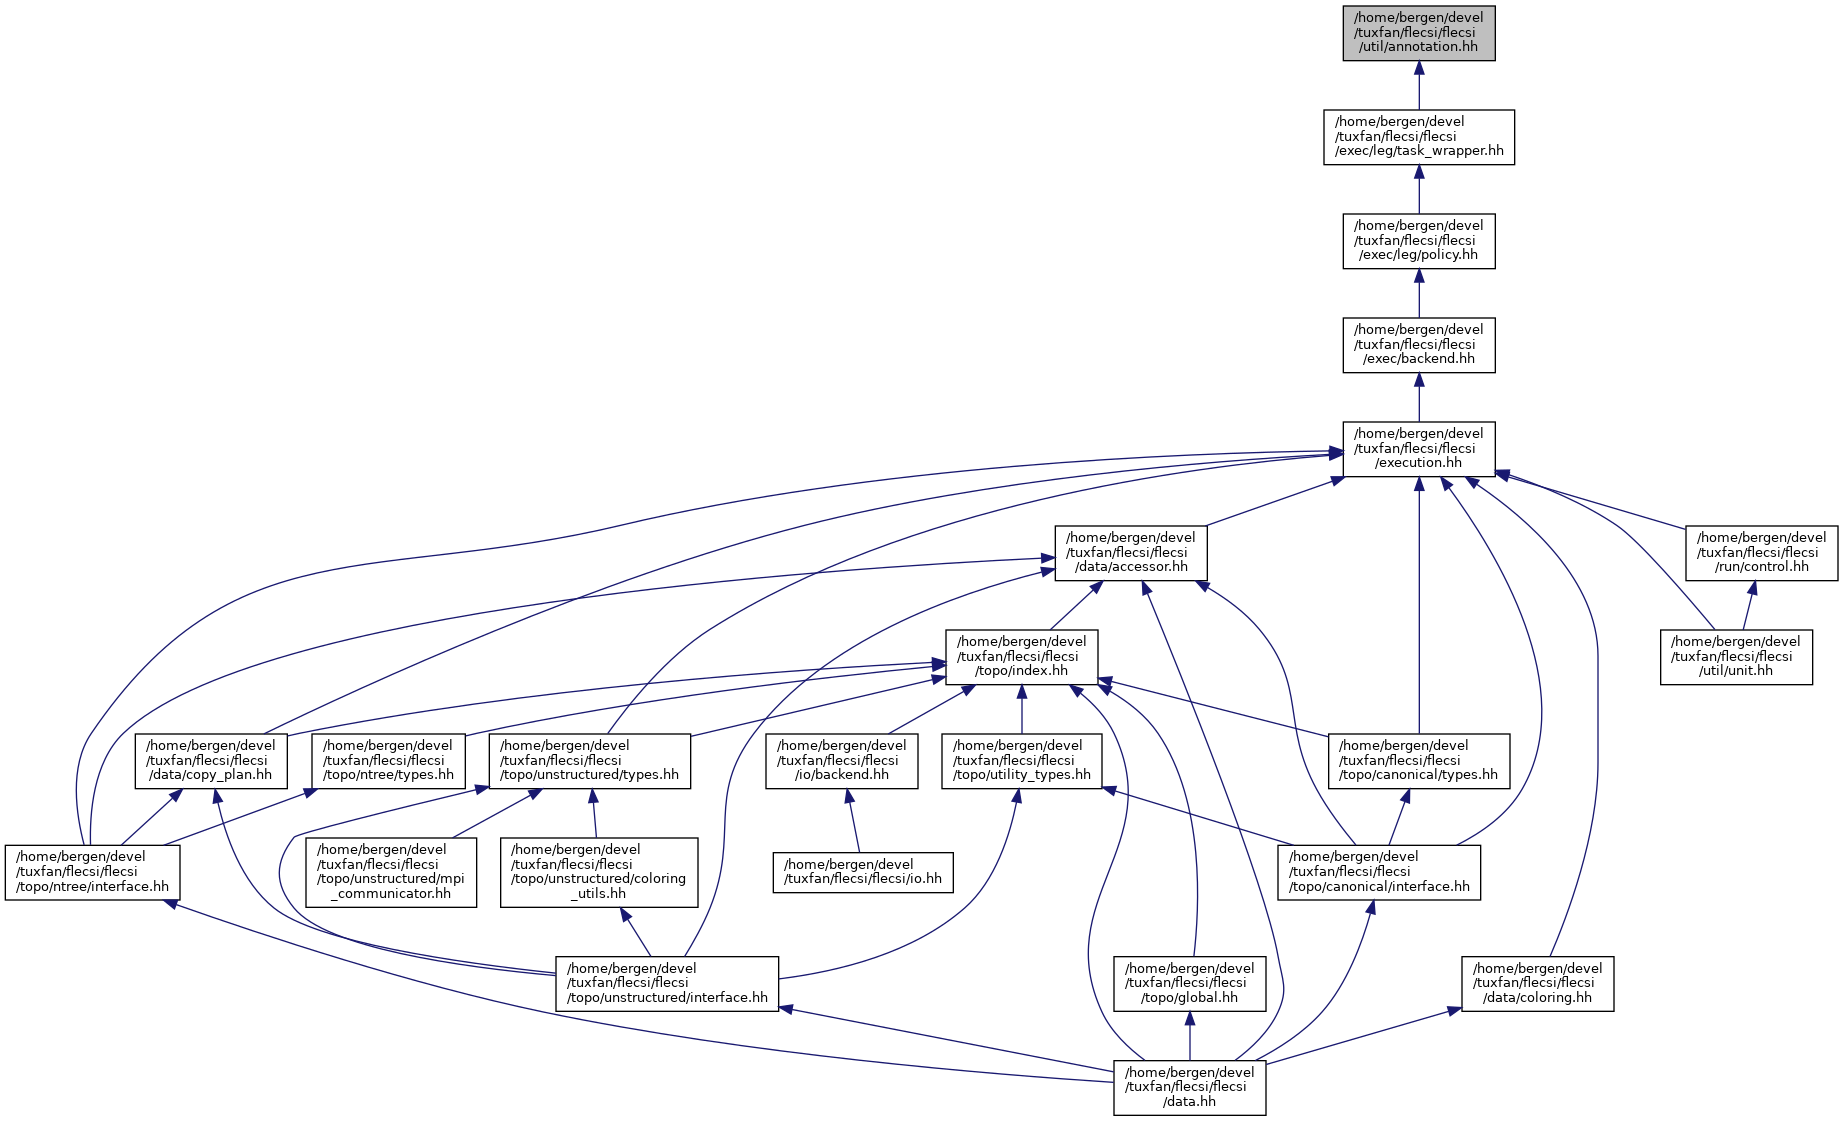 /home/bergen/devel
/tuxfan/flecsi/flecsi
/util/annotation.hh
/home/bergen/devel
/tuxfan/flecsi/flecsi
/exec/leg/task_wrapper.hh
/home/bergen/devel
/tuxfan/flecsi/flecsi
/exec/leg/policy.hh
/home/bergen/devel
/tuxfan/flecsi/flecsi
/exec/backend.hh
/home/bergen/devel
/tuxfan/flecsi/flecsi
/execution.hh
/home/bergen/devel
/tuxfan/flecsi/flecsi
/data/accessor.hh
/home/bergen/devel
/tuxfan/flecsi/flecsi
/run/control.hh
/home/bergen/devel
/tuxfan/flecsi/flecsi
/topo/index.hh
/home/bergen/devel
/tuxfan/flecsi/flecsi
/util/unit.hh
/home/bergen/devel
/tuxfan/flecsi/flecsi
/data/copy_plan.hh
/home/bergen/devel
/tuxfan/flecsi/flecsi
/topo/ntree/types.hh
/home/bergen/devel
/tuxfan/flecsi/flecsi
/topo/unstructured/types.hh
/home/bergen/devel
/tuxfan/flecsi/flecsi
/io/backend.hh
/home/bergen/devel
/tuxfan/flecsi/flecsi
/topo/utility_types.hh
/home/bergen/devel
/tuxfan/flecsi/flecsi
/topo/canonical/types.hh
/home/bergen/devel
/tuxfan/flecsi/flecsi
/topo/ntree/interface.hh
/home/bergen/devel
/tuxfan/flecsi/flecsi
/topo/unstructured/mpi
_communicator.hh
/home/bergen/devel
/tuxfan/flecsi/flecsi
/topo/unstructured/coloring
_utils.hh
/home/bergen/devel
/tuxfan/flecsi/flecsi/io.hh
/home/bergen/devel
/tuxfan/flecsi/flecsi
/topo/canonical/interface.hh
/home/bergen/devel
/tuxfan/flecsi/flecsi
/topo/unstructured/interface.hh
/home/bergen/devel
/tuxfan/flecsi/flecsi
/topo/global.hh
/home/bergen/devel
/tuxfan/flecsi/flecsi
/data/coloring.hh
/home/bergen/devel
/tuxfan/flecsi/flecsi
/data.hh